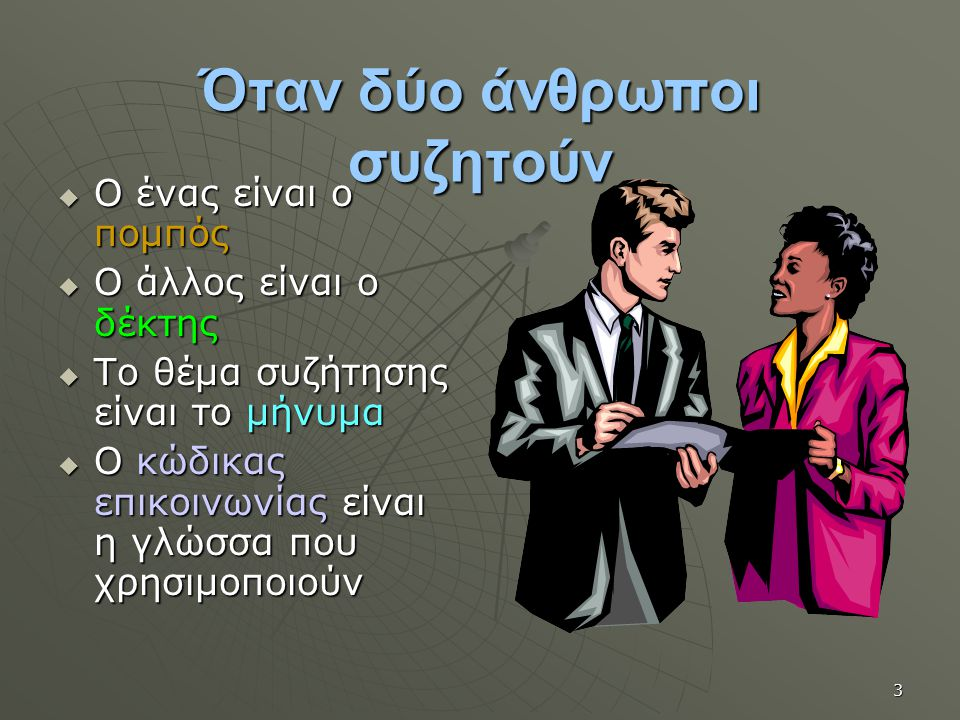 Όταν δύο άνθρωποι
συζητούν
Ο ένας είναι ο
πομπός
Ο άλλος είναι ο
δέκτης
Το θέμα συζήτησης
είναι το μήνυμα
Ο κώδικας
επικοινωνίας είναι
η γλώσσα που
χρησιμοποιούν
3